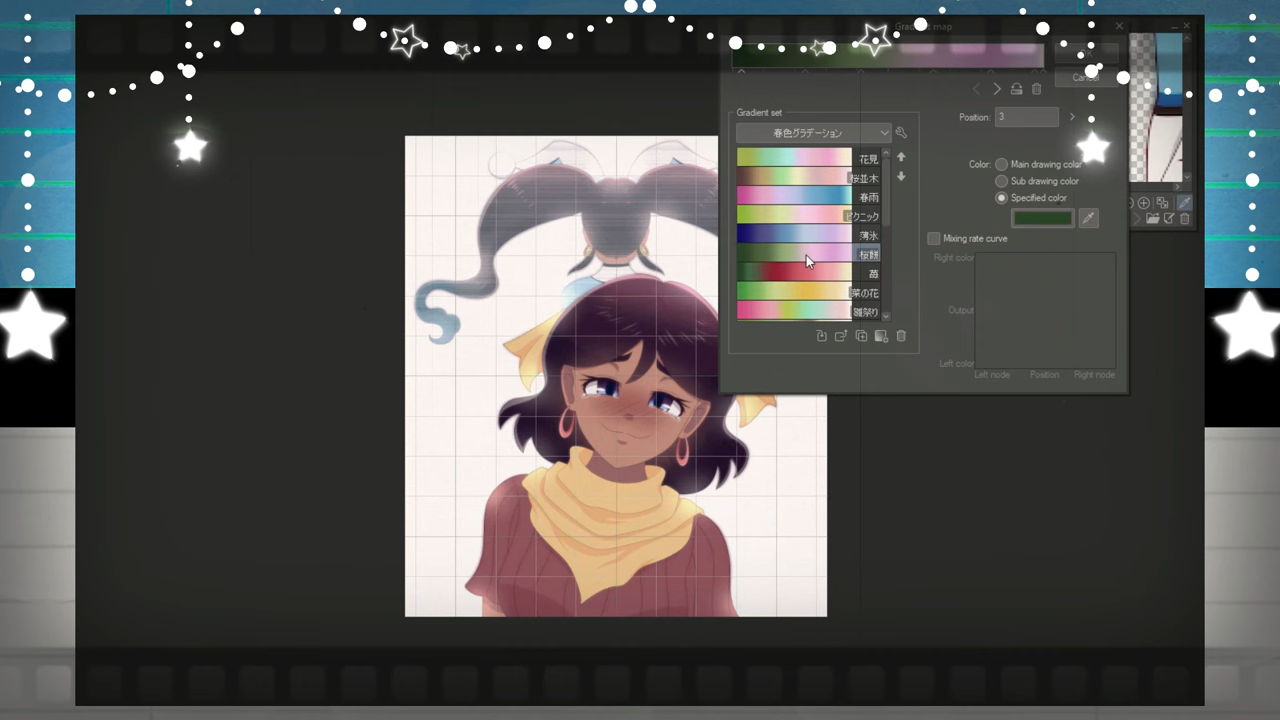 Gradient map
Cancel
Position: 3
Gradient set
春色グラデーション
花見
桜並木
春雨
ピクニック
薄氷
桜餅
苺
菜の花
雛祭り
Color:
Main drawing color
Sub drawing color
Specified color
Mixing rate curve
Right color
Output
Left color
Left node
Position
Right node